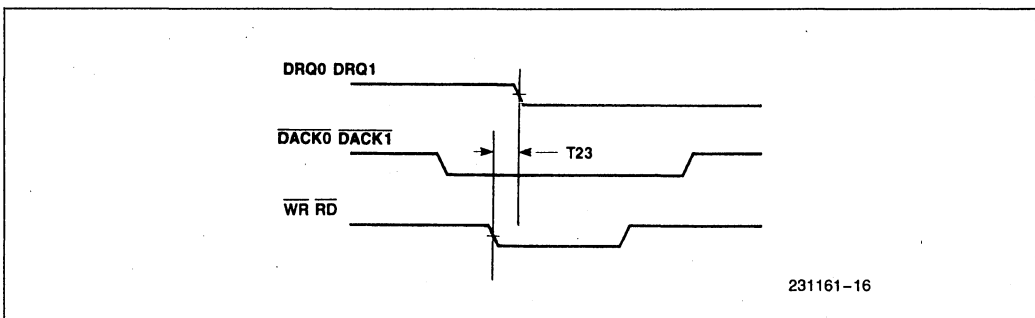 DRQ0 DRQ1
DACK0 DACK1
T23
WR RD
231161-16